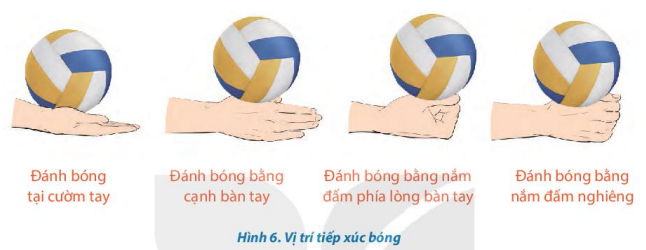 Đánh bóng
tại cườm tay
Đánh bóng bằng
cạnh bàn tay
Đánh bóng bằng nắm
đấm phía lòng bàn tay
Đánh bóng bằng
nắm đấm nghiêng
Hình 6. Vị trí tiếp xúc bóng